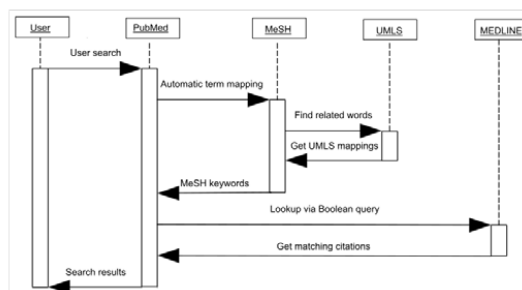 User PubMed MeSH UMLS MEDLINE
User search
Automatic term mapping
Find related words
Get UMLS mappings
MeSH keywords
Lookup via Boolean query
Get matching citations
Search results